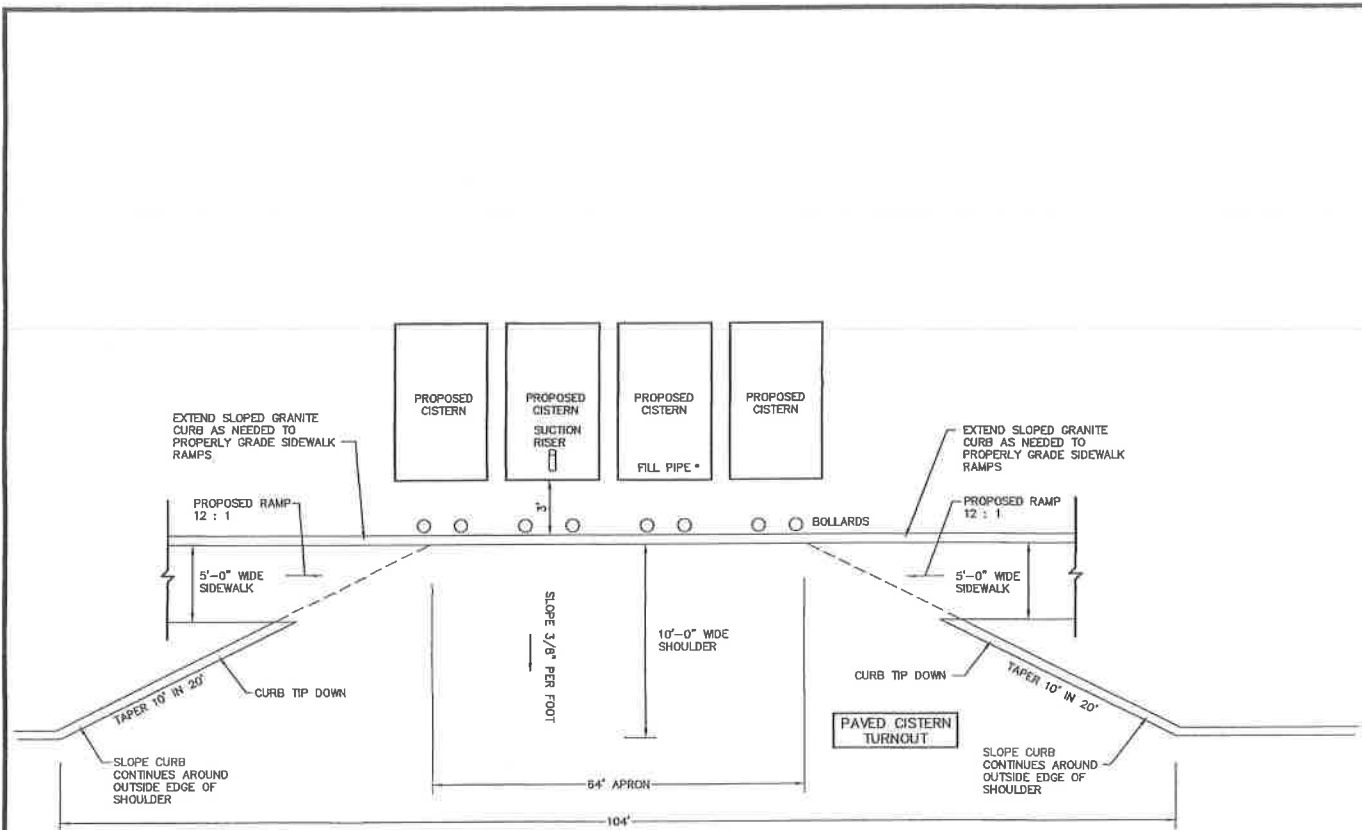 PROPOSED
CISTERN
PROPOSED
CISTERN
SUCTION
RISER
PROPOSED
CISTERN
FILL PIPE
PROPOSED
CISTERN
EXTEND SLOPED GRANITE
CURB AS NEEDED TO
PROPERLY GRADE SIDEWALK
RAMPS
EXTEND SLOPED GRANITE
CURB AS NEEDED TO
PROPERLY GRADE SIDEWALK
RAMPS
PROPOSED RAMP
12 : 1
3'
BOLLARDS
PROPOSED RAMP
12 : 1
5'-0" WIDE
SIDEWALK
SLOPE 3/8" PER FOOT
10'-0" WIDE
SHOULDER
5'-0" WIDE
SIDEWALK
CURB TIP DOWN
TAPER 10' IN 20'
CURB TIP DOWN
TAPER 10' IN 20'
PAVED CISTERN
TURNOUT
SLOPE CURB
CONTINUES AROUND
OUTSIDE EDGE OF
SHOULDER
SLOPE CURB
CONTINUES AROUND
OUTSIDE EDGE OF
SHOULDER
64' APRON
104'